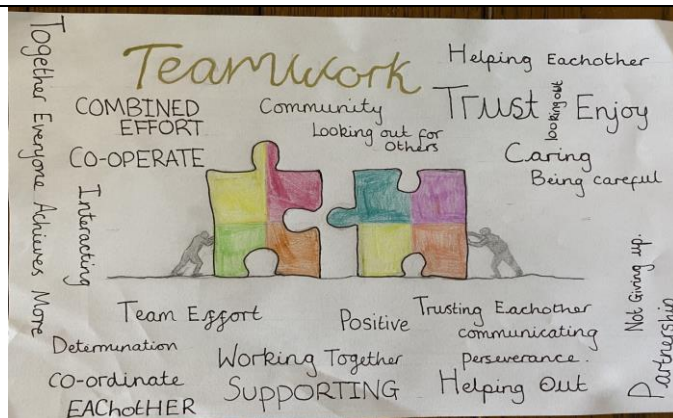 Together Everyone Achieves More
Teamwork
COMBINED
EFFORT
CO-OPERATE
Interacting
Community
Looking out for
others
Helping Eachother
Trust
looking out
Enjoy
Caring
Being careful
Team Effort
Determination
CO-ordinate
EAChotHER
Positive
Working Together
SUPPORTING
Trusting Eachother
communicating
perseverance.
Helping Out
Not Giving up.
Partnership